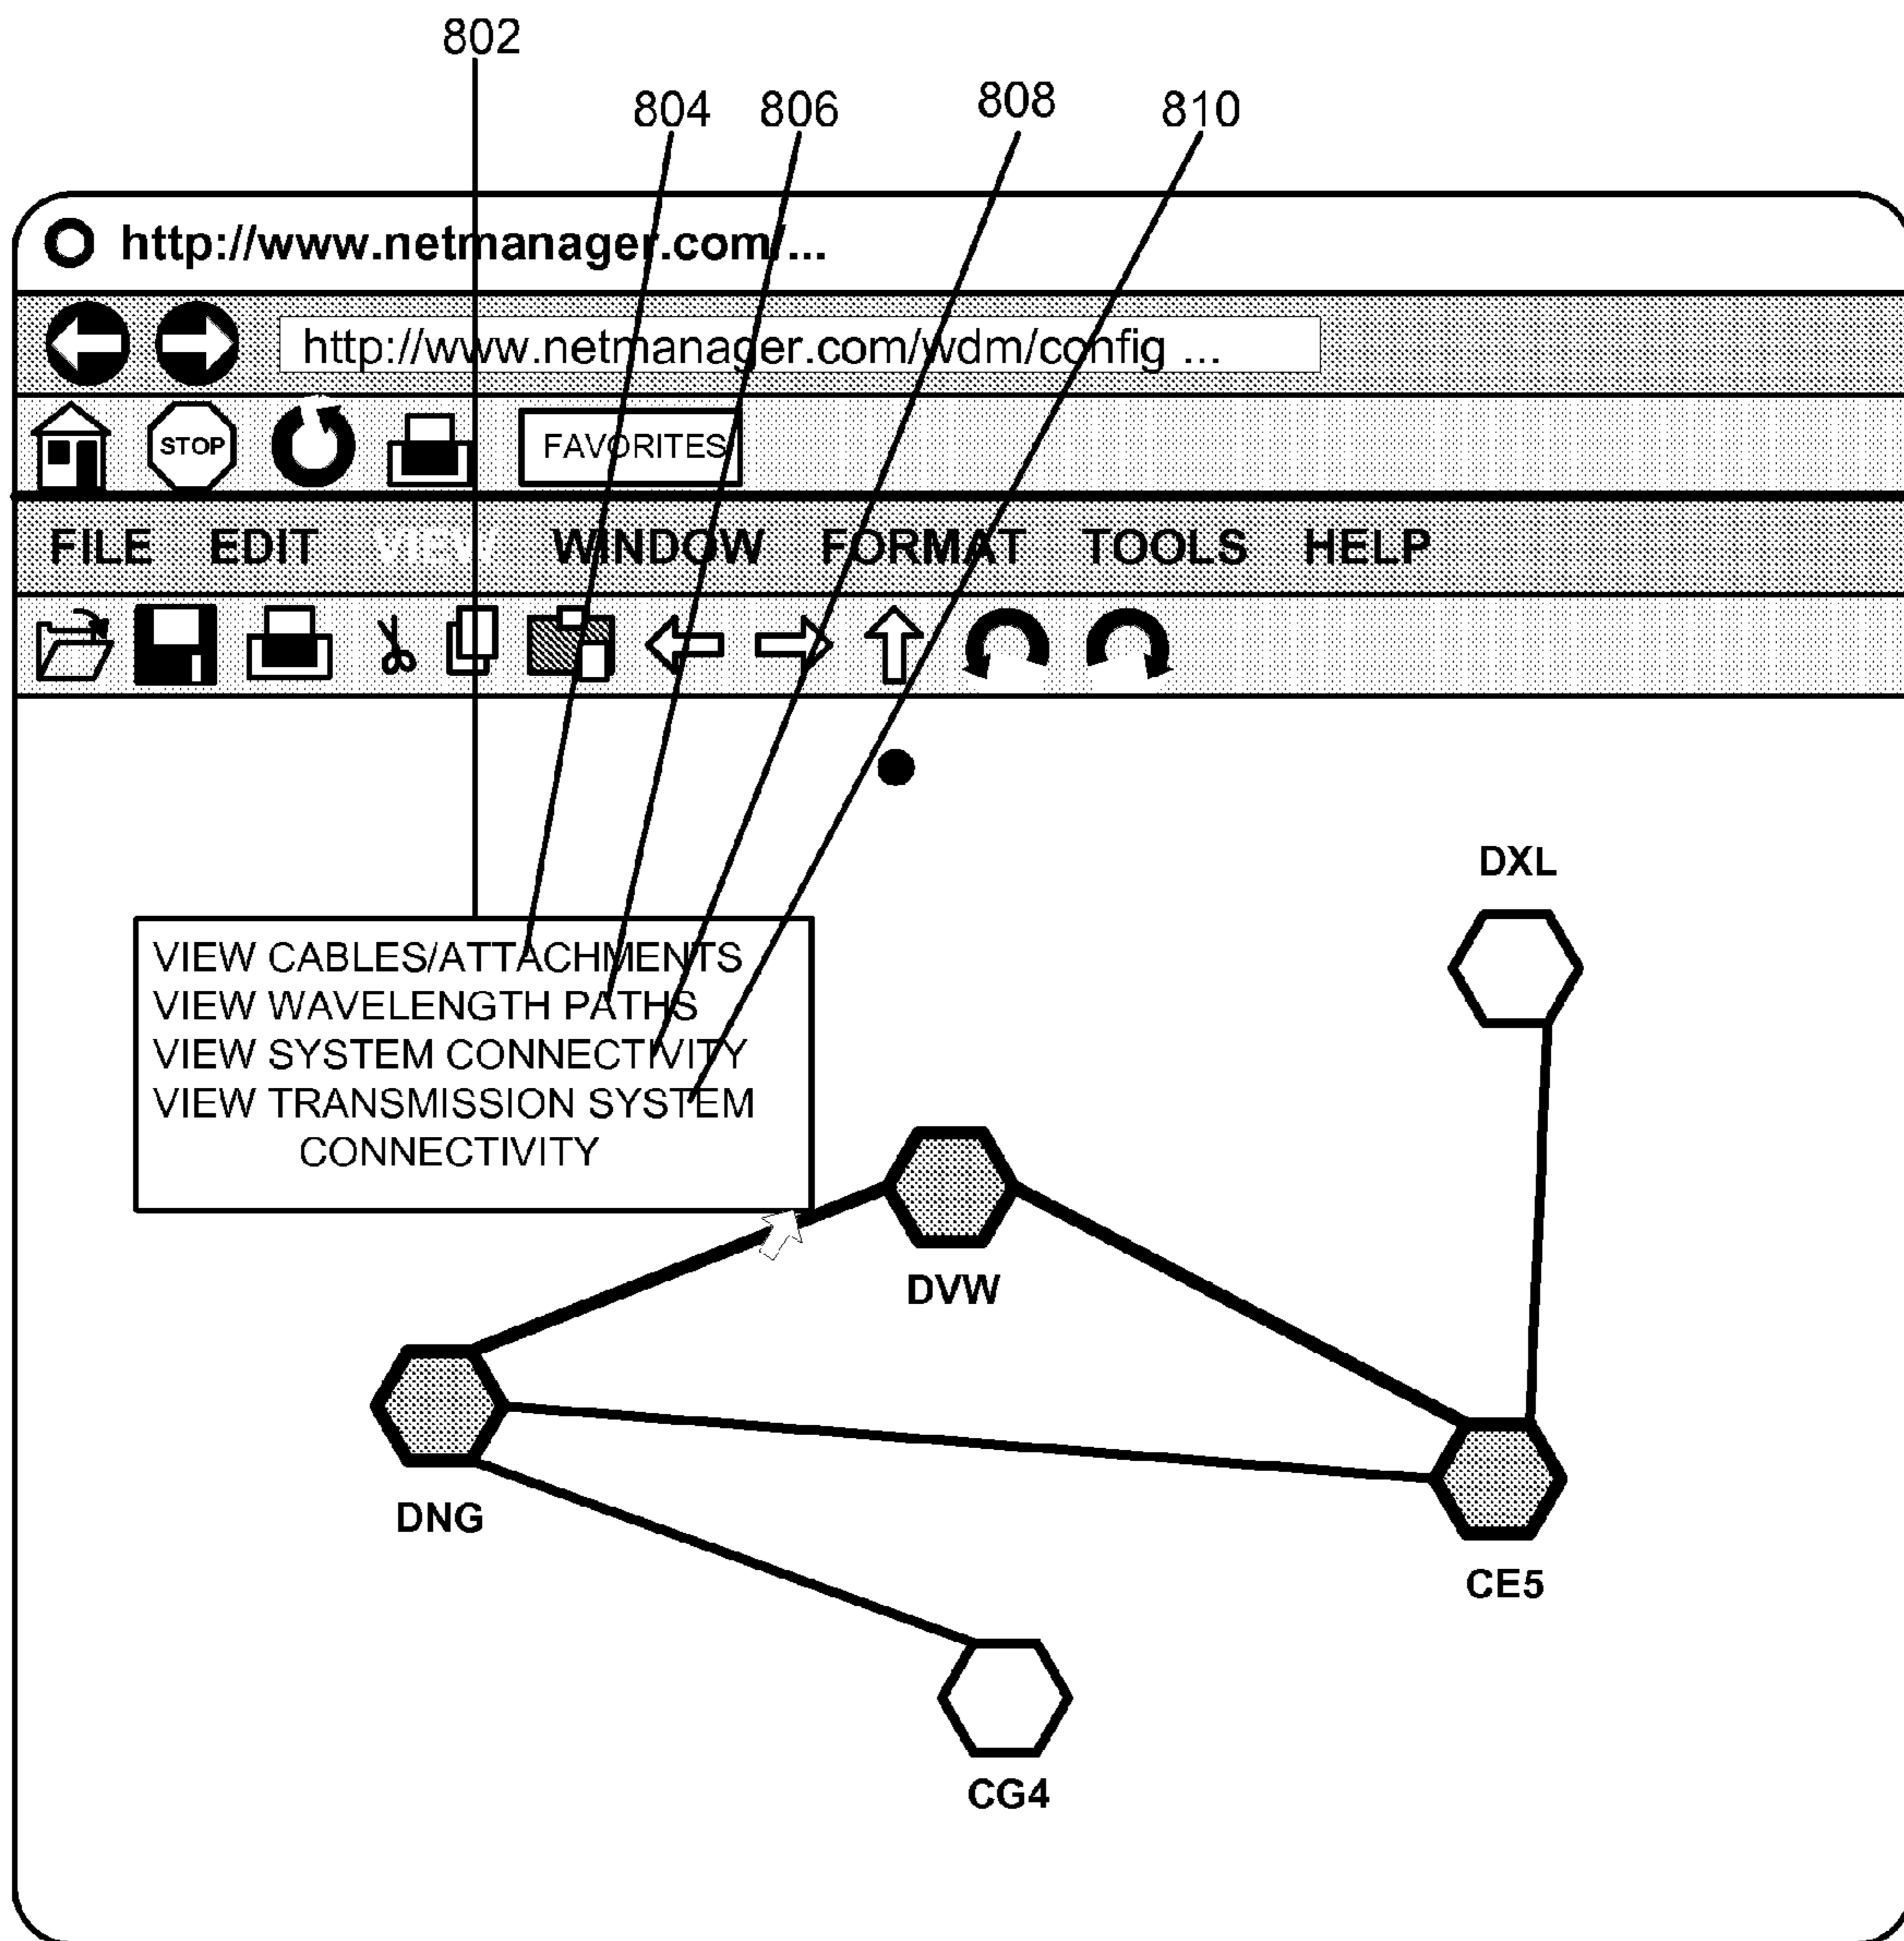 802
804 806 808 810
http://www.netmanager.com/ ...
http://www.netmanager.com/wdm/config ...
STOP FAVORITES
FILE EDIT VIEW WINDOW FORMAT TOOLS HELP
DXL
VIEW CABLES/ATTACHMENTS
VIEW WAVELENGTH PATHS
VIEW SYSTEM CONNECTIVITY
VIEW TRANSMISSION SYSTEM
CONNECTIVITY
DVW
DNG
CE5
CG4